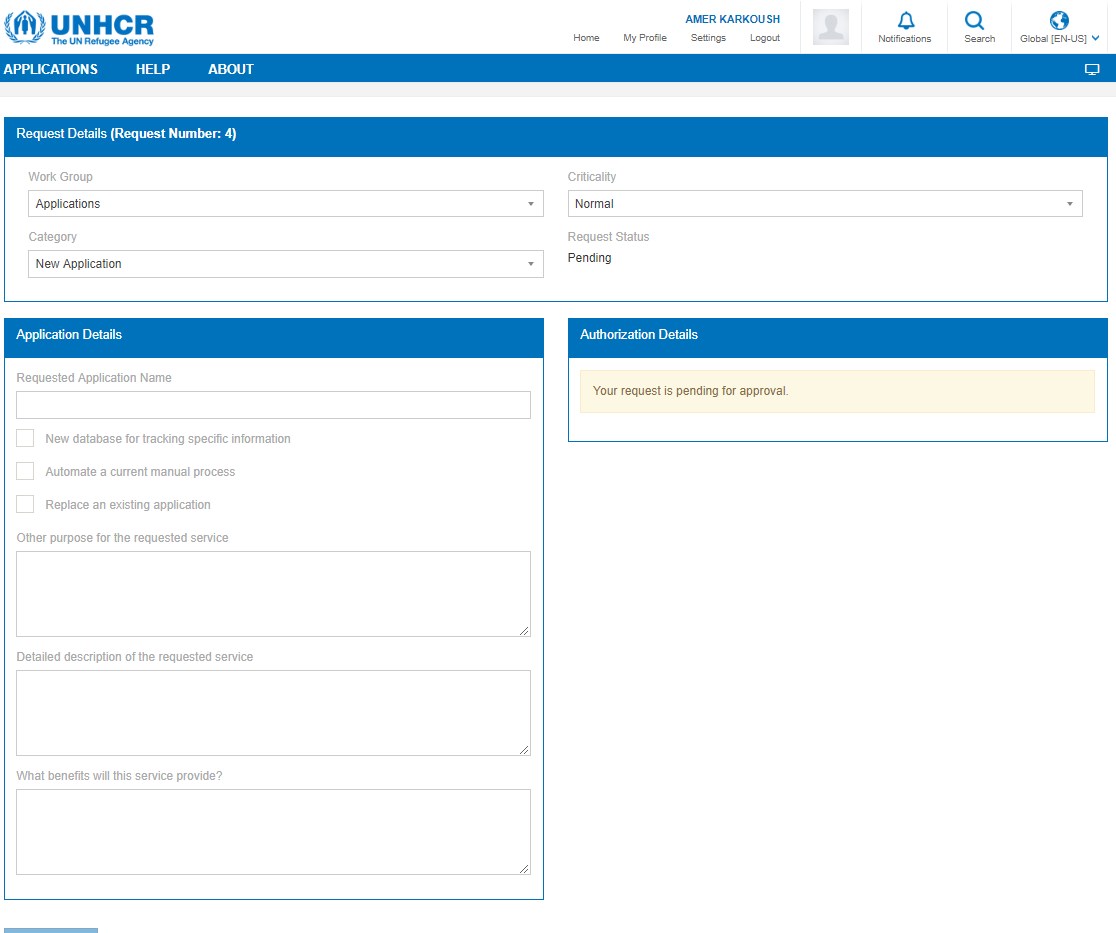 UNHCR
The UN Refugee Agency
AMER KARKOUSH
Home My Profile Settings Logout
Notifications
Search
Global [EN-US]
APPLICATIONS HELP ABOUT
Request Details (Request Number: 4)
Work Group
Applications
Criticality
Normal
Category
New Application
Request Status
Pending
Application Details
Requested Application Name
New database for tracking specific information
Automate a current manual process
Replace an existing application
Other purpose for the requested service
Detailed description of the requested service
What benefits will this service provide?
Authorization Details
Your request is pending for approval.